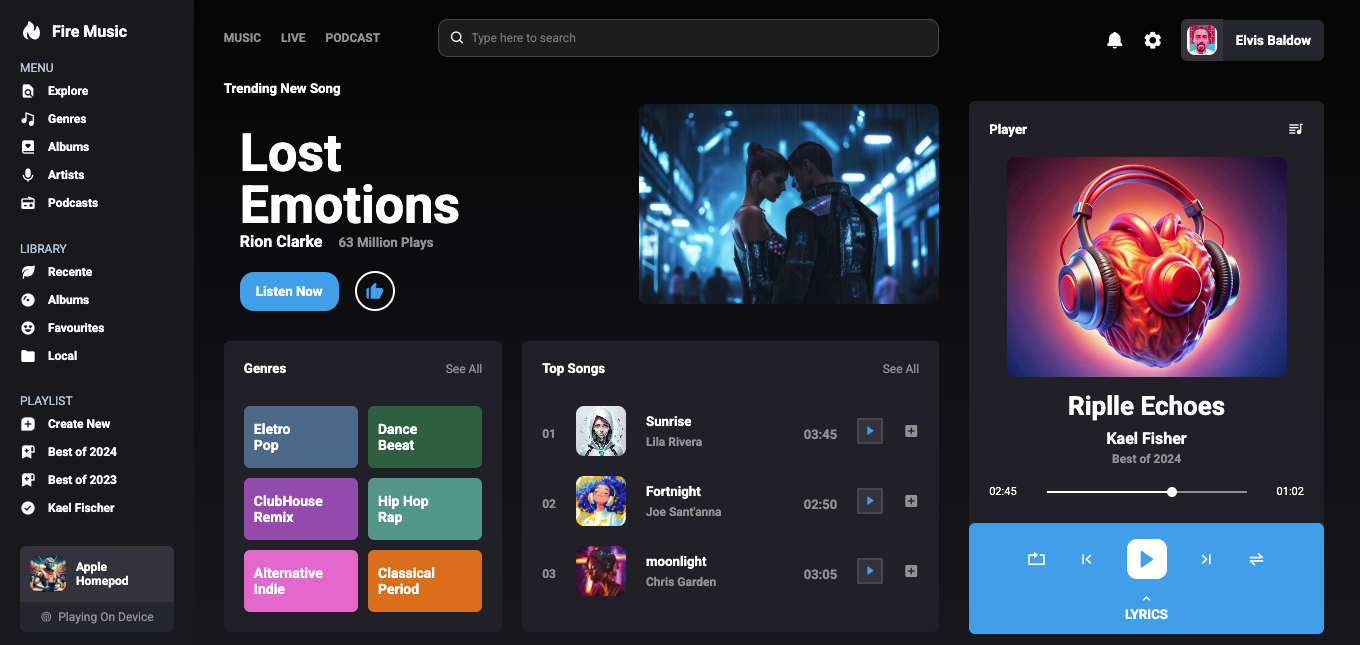 Fire Music
MENU
Explore
Genres
Albums
Artists
Podcasts
LIBRARY
Recente
Albums
Favourites
Local
PLAYLIST
Create New
Best of 2024
Best of 2023
Kael Fischer
Apple
Homepod
Playing On Device
MUSIC LIVE PODCAST
Type here to search
Elvis Baldow
Trending New Song
Lost
Emotions
Rion Clarke 63 Million Plays
Listen Now
Genres See All
Eletro
Pop
Dance
Beeat
ClubHouse
Remix
Hip Hop
Rap
Alternative
Indie
Classical
Period
Top Songs See All
01 Sunrise 03:45
Lila Rivera
02 Fortnight 02:50
Joe Sant'anna
03 moonlight 03:05
Chris Garden
Player
Riplle Echoes
Kael Fisher
Best of 2024
02:45 01:02
LYRICS